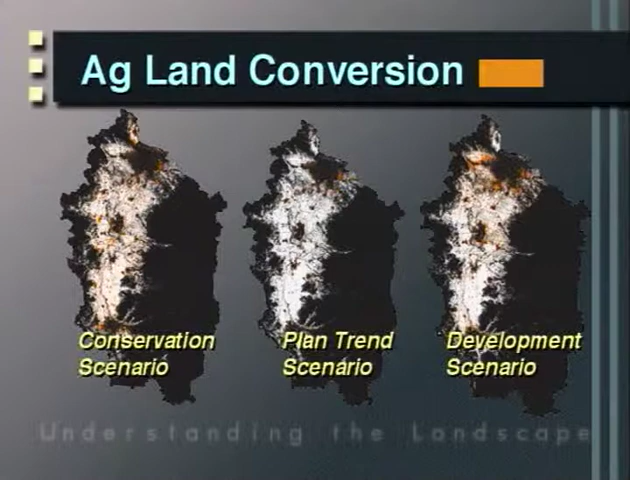 Ag Land Conversion
Conservation
Scenario
Plan Trend
Scenario
Development
Scenario
Understanding the Landscape